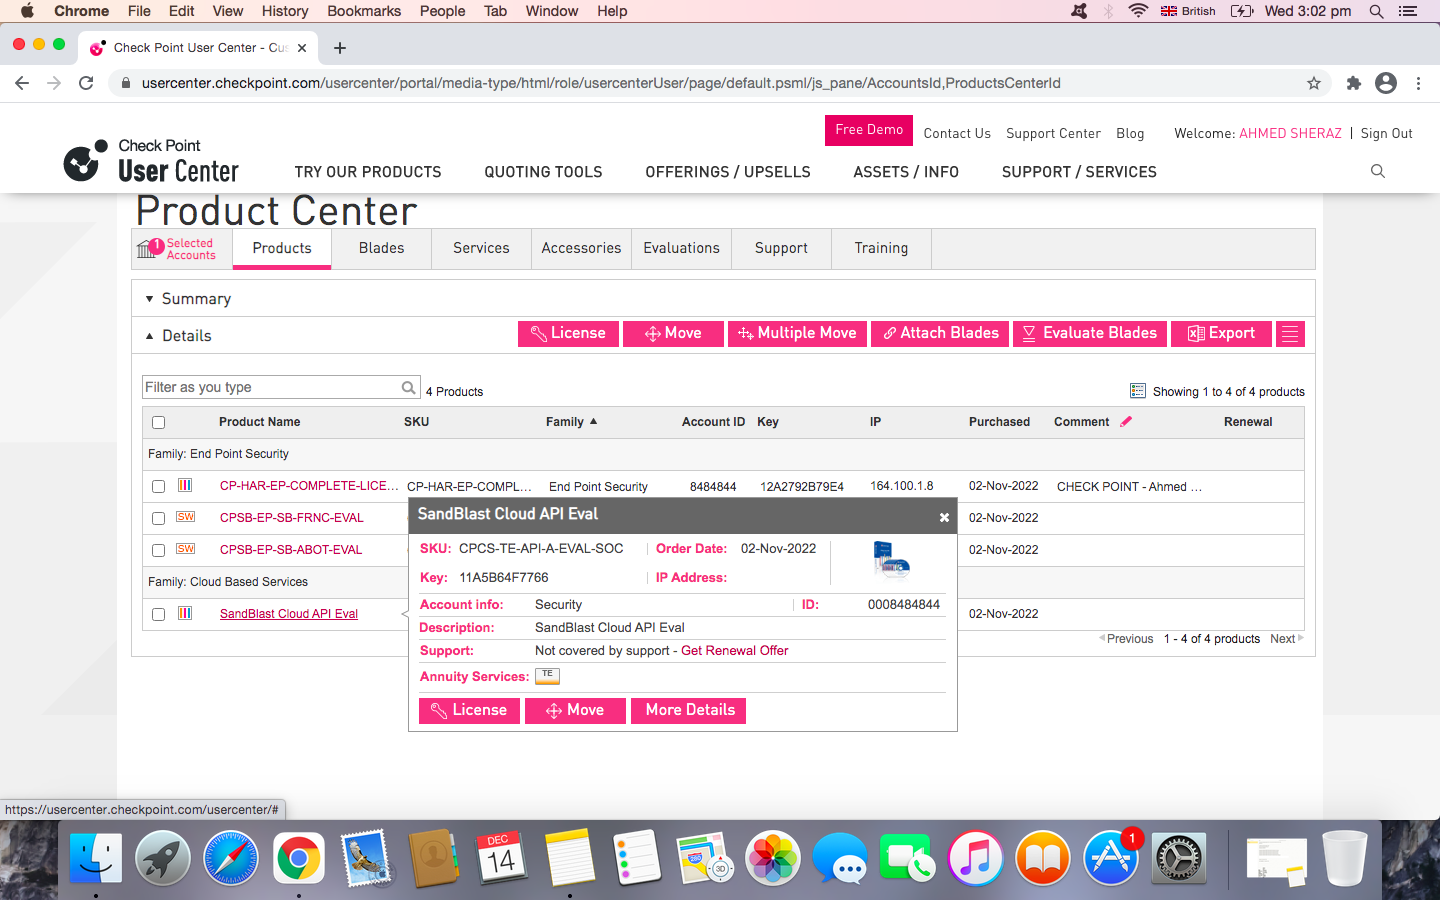 Chrome File Edit View History Bookmarks People Tab Window Help British Wed 3:02 pm
Check Point User Center - Cus
usercenter.checkpoint.com/usercenter/portal/media-type/html/role/usercenterUser/page/default.psml/js_pane/AccountsId,ProductsCenterId
Free Demo Contact Us Support Center Blog Welcome: AHMED SHERAZ | Sign Out
Check Point
User Center
TRY OUR PRODUCTS QUOTING TOOLS OFFERINGS / UPSELLS ASSETS / INFO SUPPORT / SERVICES
Product Center
1 Selected Accounts Products Blades Services Accessories Evaluations Support Training
Summary
Details License Move Multiple Move Attach Blades Evaluate Blades Export
Filter as you type 4 Products Showing 1 to 4 of 4 products
Product Name SKU Family Account ID Key IP Purchased Comment Renewal
Family: End Point Security
CP-HAR-EP-COMPLETE-LICE... CP-HAR-EP-COMPL... End Point Security 8484844 12A2792B79E4 164.100.1.8 02-Nov-2022 CHECK POINT - Ahmed ...
SW CPSB-EP-SB-FRNC-EVAL 02-Nov-2022
SW CPSB-EP-SB-ABOT-EVAL 02-Nov-2022
Family: Cloud Based Services
SandBlast Cloud API Eval 02-Nov-2022
Previous 1 - 4 of 4 products Next
SandBlast Cloud API Eval
SKU: CPCS-TE-API-A-EVAL-SOC Order Date: 02-Nov-2022
Key: 11A5B64F7766 IP Address:
Account info: Security ID: 0008484844
Description: SandBlast Cloud API Eval
Support: Not covered by support - Get Renewal Offer
Annuity Services: TE
License Move More Details
https://usercenter.checkpoint.com/usercenter/#
DEC
14
280
3D
1